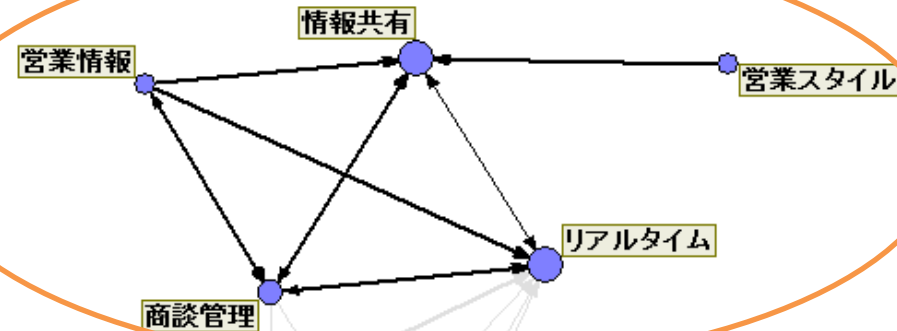 情報共有
営業情報
営業スタイル
リアルタイム
商談管理